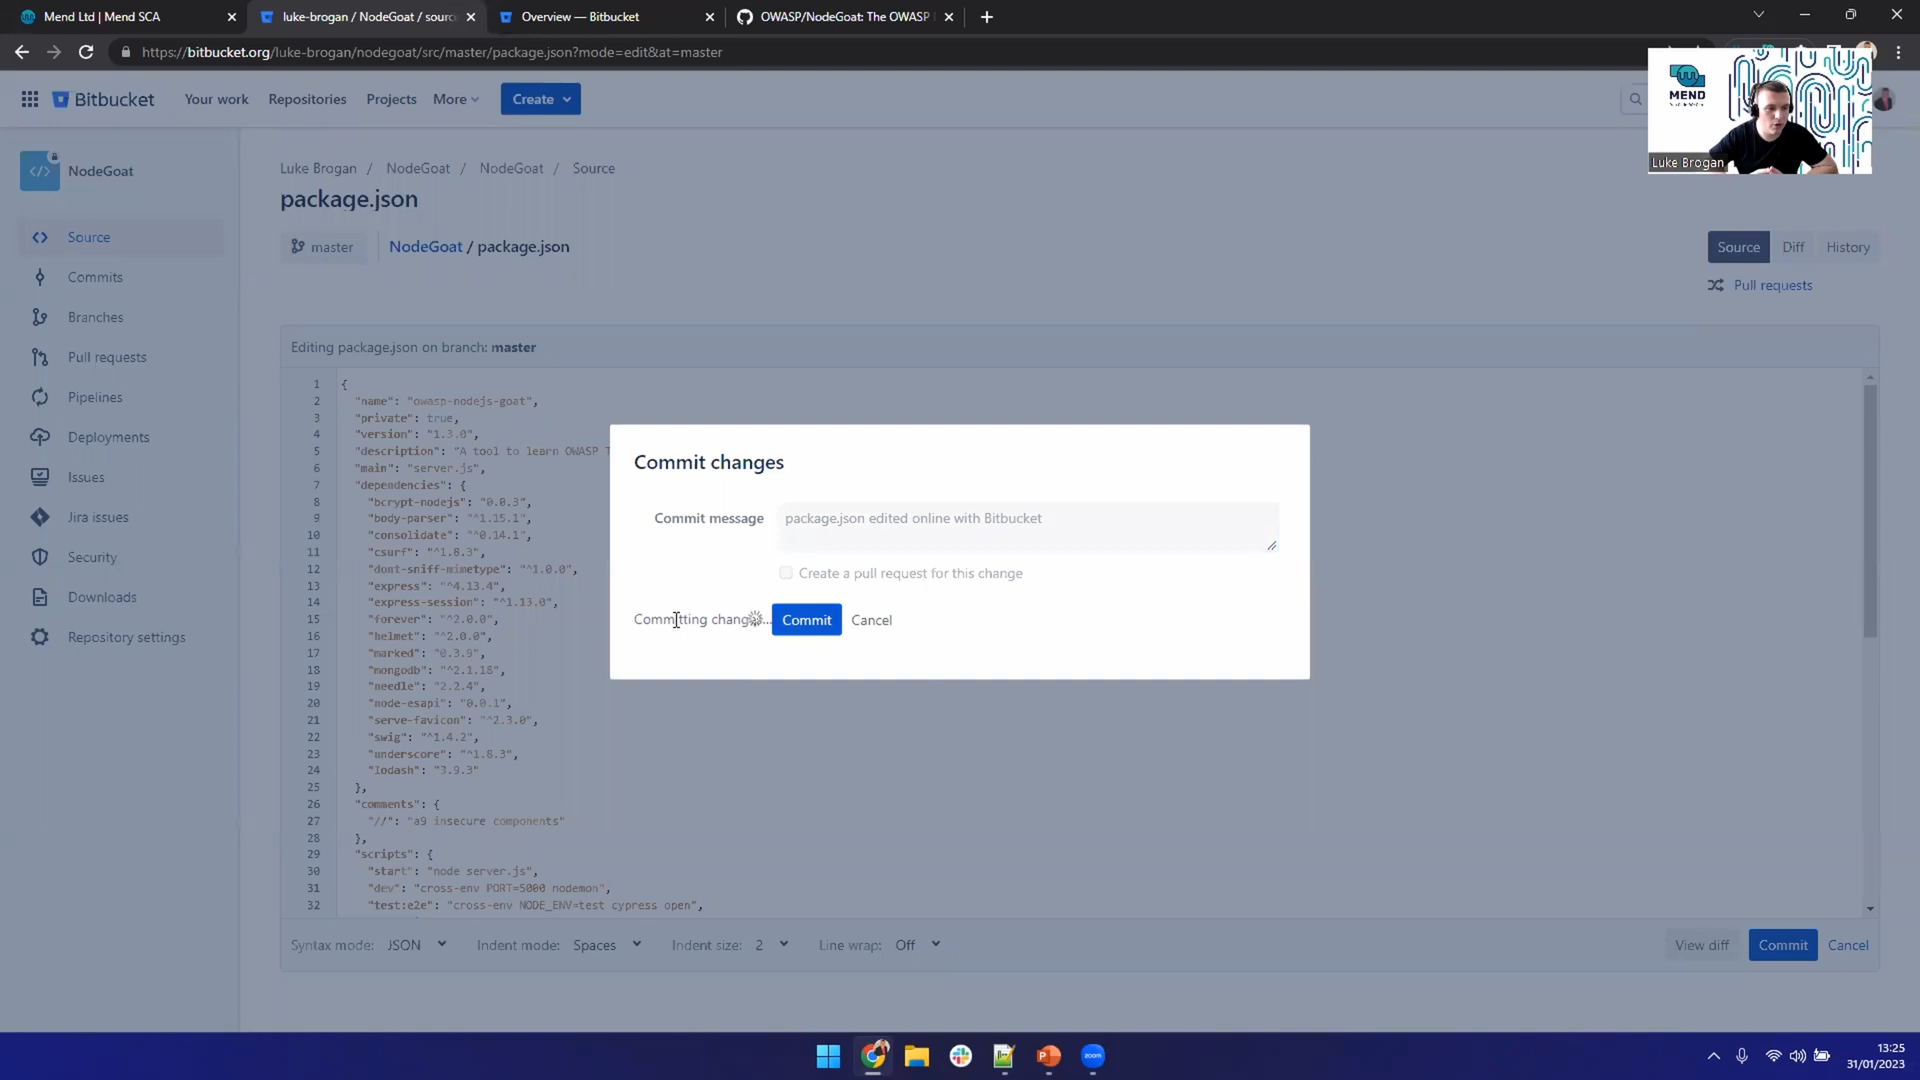 Mend Ltd | Mend SCA
luke-brogan / NodeGoat / sourc
Overview — Bitbucket
OWASP/NodeGoat: The OWASP
https://bitbucket.org/luke-brogan/nodegoat/src/master/package.json?mode=edit&at=master
Bitbucket
Your work
Repositories
Projects
More
Create
MEND
Luke Brogan
NodeGoat
Source
Commits
Branches
Pull requests
Pipelines
Deployments
Issues
Jira issues
Security
Downloads
Repository settings
Luke Brogan / NodeGoat / NodeGoat / Source
package.json
master
NodeGoat / package.json
Source
Diff
History
Pull requests
Editing package.json on branch: master
1 {
2 "name": "owasp-nodejs-goat",
3 "private": true,
4 "version": "1.3.0",
5 "description": "A tool to learn OWASP T
6 "main": "server.js",
7 "dependencies": {
8 "bcrypt-nodejs": "0.0.3",
9 "body-parser": "^1.15.1",
10 "consolidate": "^0.14.1",
11 "csurf": "^1.8.3",
12 "dont-sniff-mimetype": "^1.0.0",
13 "express": "^4.13.4",
14 "express-session": "^1.13.0",
15 "forever": "^2.0.0",
16 "helmet": "^2.0.0",
17 "marked": "0.3.9",
18 "mongodb": "^2.1.18",
19 "needle": "2.2.4",
20 "node-esapi": "0.0.1",
21 "serve-favicon": "^2.3.0",
22 "swig": "^1.4.2",
23 "underscore": "^1.8.3",
24 "lodash": "3.9.3"
25 },
26 "comments": {
27 "//": "a9 insecure components"
28 },
29 "scripts": {
30 "start": "node server.js",
31 "dev": "cross-env PORT=5000 nodemon",
32 "test:e2e": "cross-env NODE_ENV=test cypress open",
Commit changes
Commit message
package.json edited online with Bitbucket
Create a pull request for this change
Committing changes...
Commit
Cancel
Syntax mode: JSON
Indent mode: Spaces
Indent size: 2
Line wrap: Off
View diff
Commit
Cancel
zoom
13:25
31/01/2023